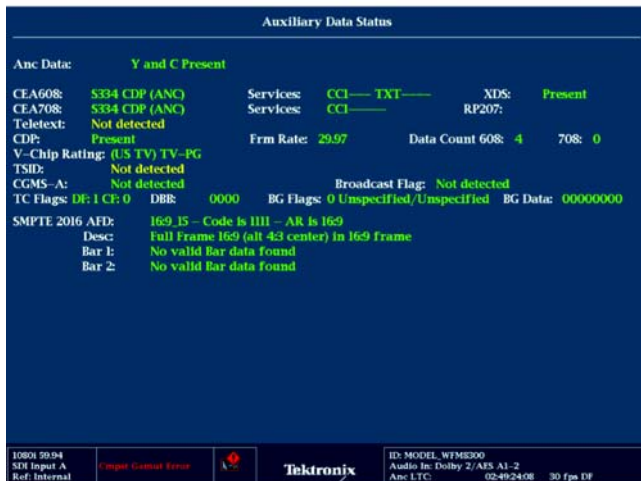 Auxiliary Data Status
Anc Data: Y and C Present
CEA608: S334 CDP (ANC) Services: CC1---- TXT----- XDS: Present
CEA708: S334 CDP (ANC) Services: CC1------ RP207:
Teletext: Not detected
CDP: Present Frm Rate: 29.97 Data Count 608: 4 708: 0
V-Chip Rating: (US TV) TV-PG
TSID: Not detected
CGMS-A: Not detected Broadcast Flag: Not detected
TC Flags: DF: 1 CF: 0 DBB: 0000 BG Flags: 0 Unspecified/Unspecified BG Data: 00000000
SMPTE 2016 AFD: 16:9_15 - Code is 1111 - AR is 16:9
Desc: Full Frame 16:9 (alt 4:3 center) in 16:9 frame
Bar 1: No valid Bar data found
Bar 2: No valid Bar data found
1080i 59.94
SDI Input A
Ref: Internal
Cmpst Gamut Error
Tektronix
ID: MODEL_WFM8300
Audio In: Dolby 2/AES A1-2
Anc LTC: 02:49:24:08 30 fps DF